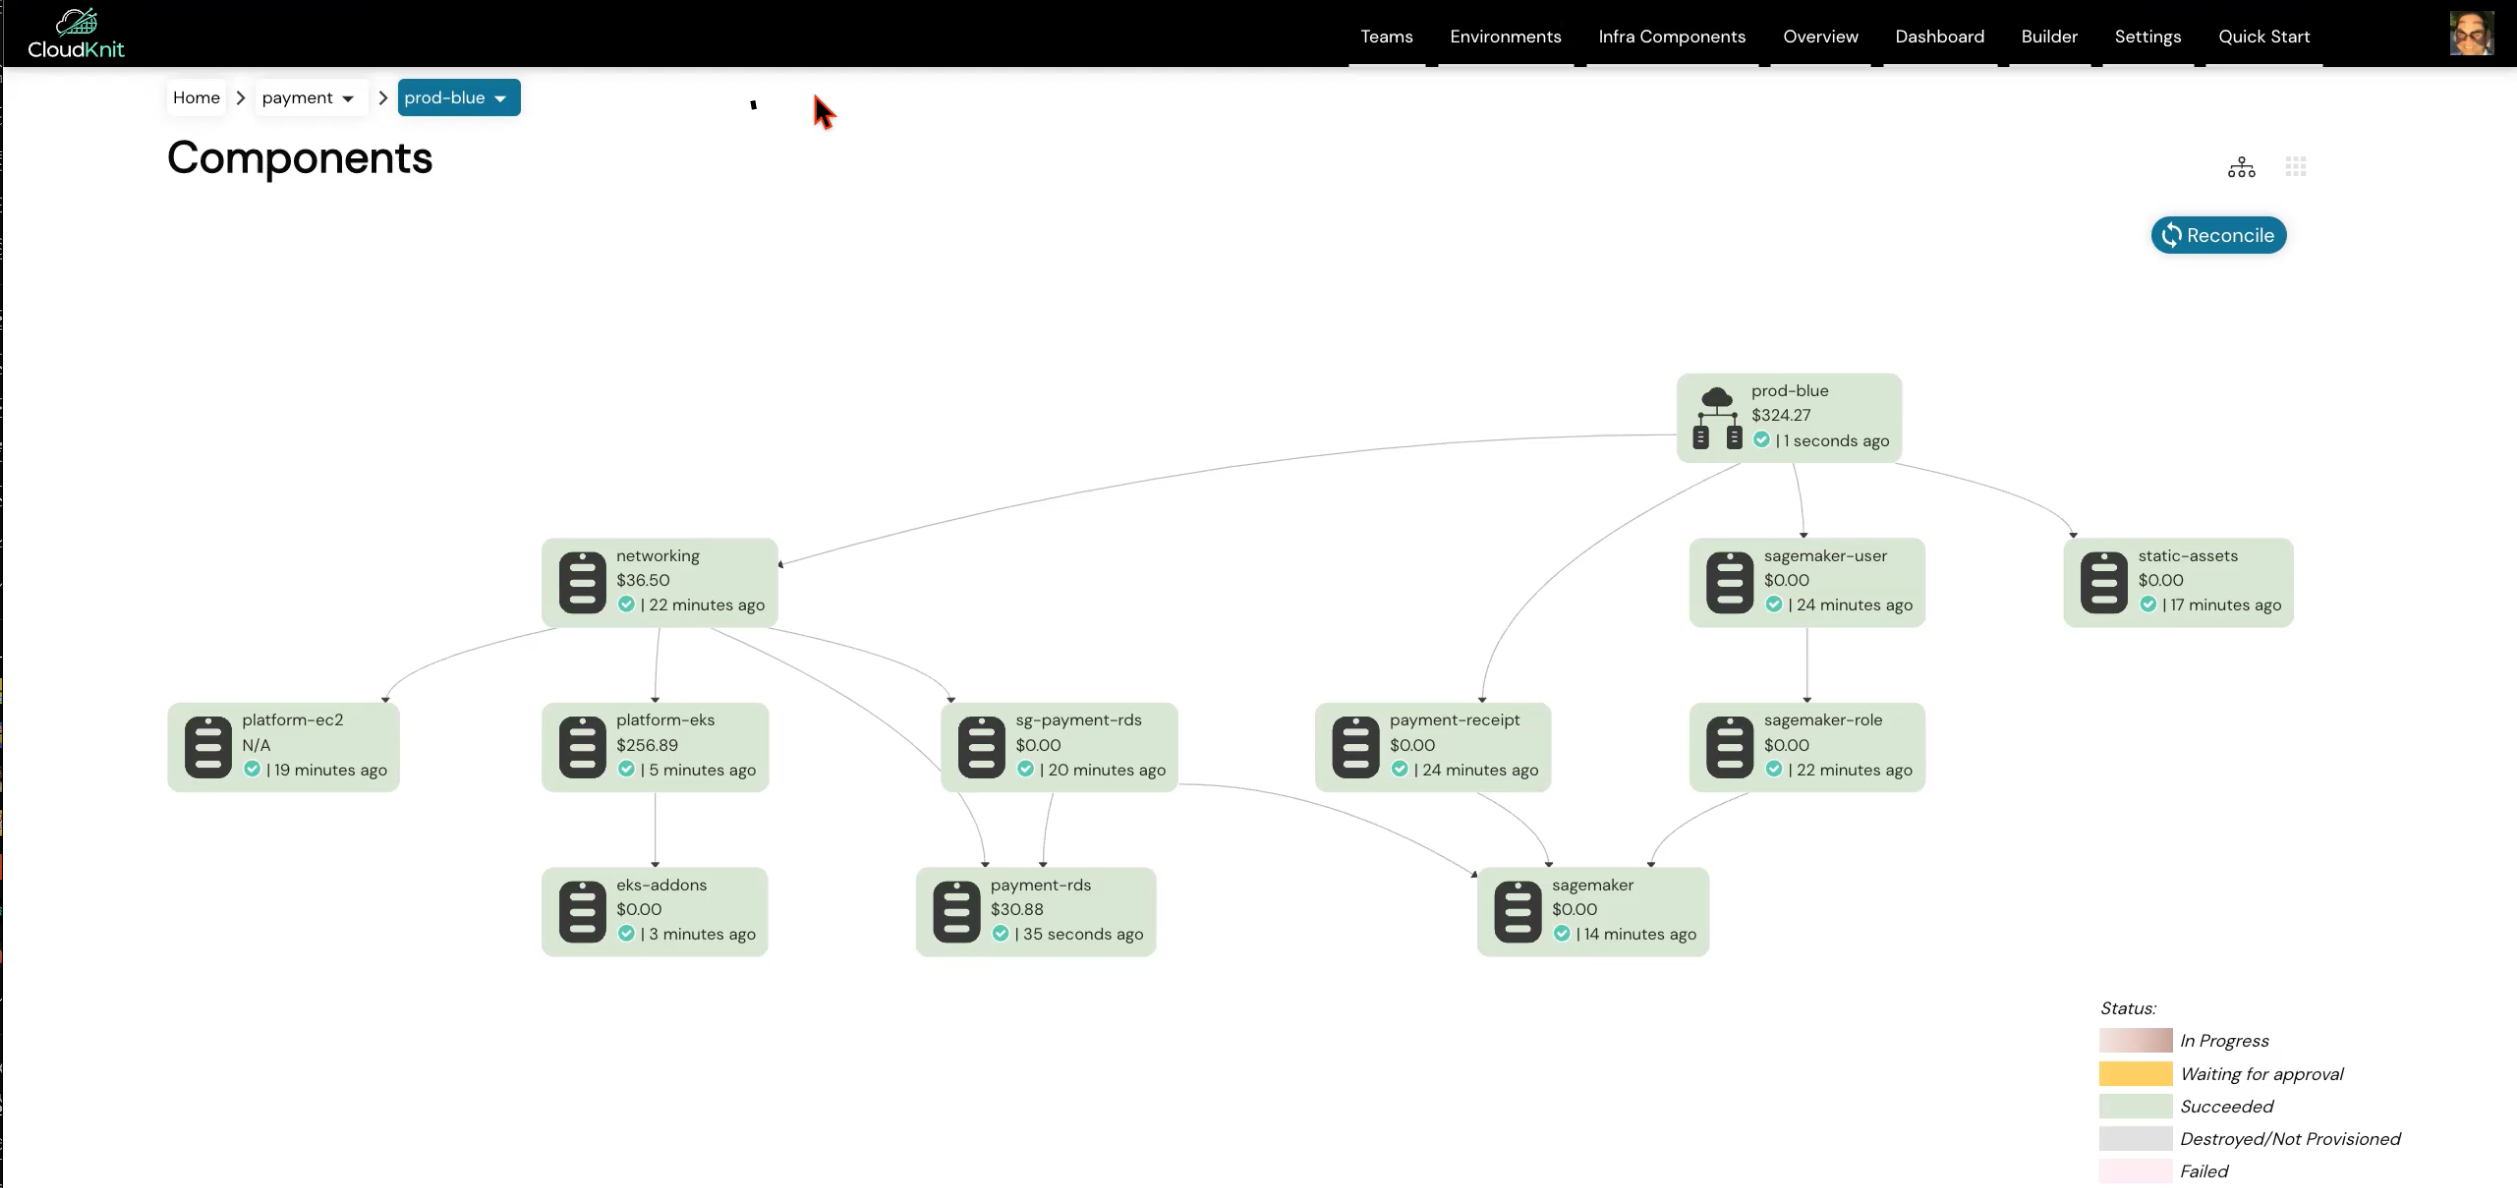 CloudKnit
Teams
Environments
Infra Components
Overview
Dashboard
Builder
Settings
Quick Start
Home
payment
prod-blue
Components
Reconcile
prod-blue
$324.27
| 1 seconds ago
networking
$36.50
| 22 minutes ago
sagemaker-user
$0.00
| 24 minutes ago
static-assets
$0.00
| 17 minutes ago
platform-ec2
N/A
| 19 minutes ago
platform-eks
$256.89
| 5 minutes ago
sg-payment-rds
$0.00
| 20 minutes ago
payment-receipt
$0.00
| 24 minutes ago
sagemaker-role
$0.00
| 22 minutes ago
eks-addons
$0.00
| 3 minutes ago
payment-rds
$30.88
| 35 seconds ago
sagemaker
$0.00
| 14 minutes ago
Status:
In Progress
Waiting for approval
Succeeded
Destroyed/Not Provisioned
Failed